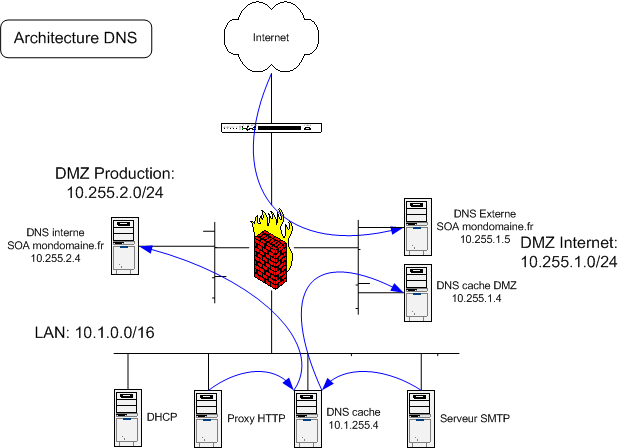 Architecture DNS
Internet
DMZ Production:
10.255.2.0/24
DNS interne
SOA mondomaine.fr
10.255.2.4
DNS Externe
SOA mondomaine.fr
10.255.1.5
DMZ Internet:
10.255.1.0/24
DNS cache DMZ
10.255.1.4
LAN: 10.1.0.0/16
DHCP
Proxy HTTP
DNS cache
10.1.255.4
Serveur SMTP